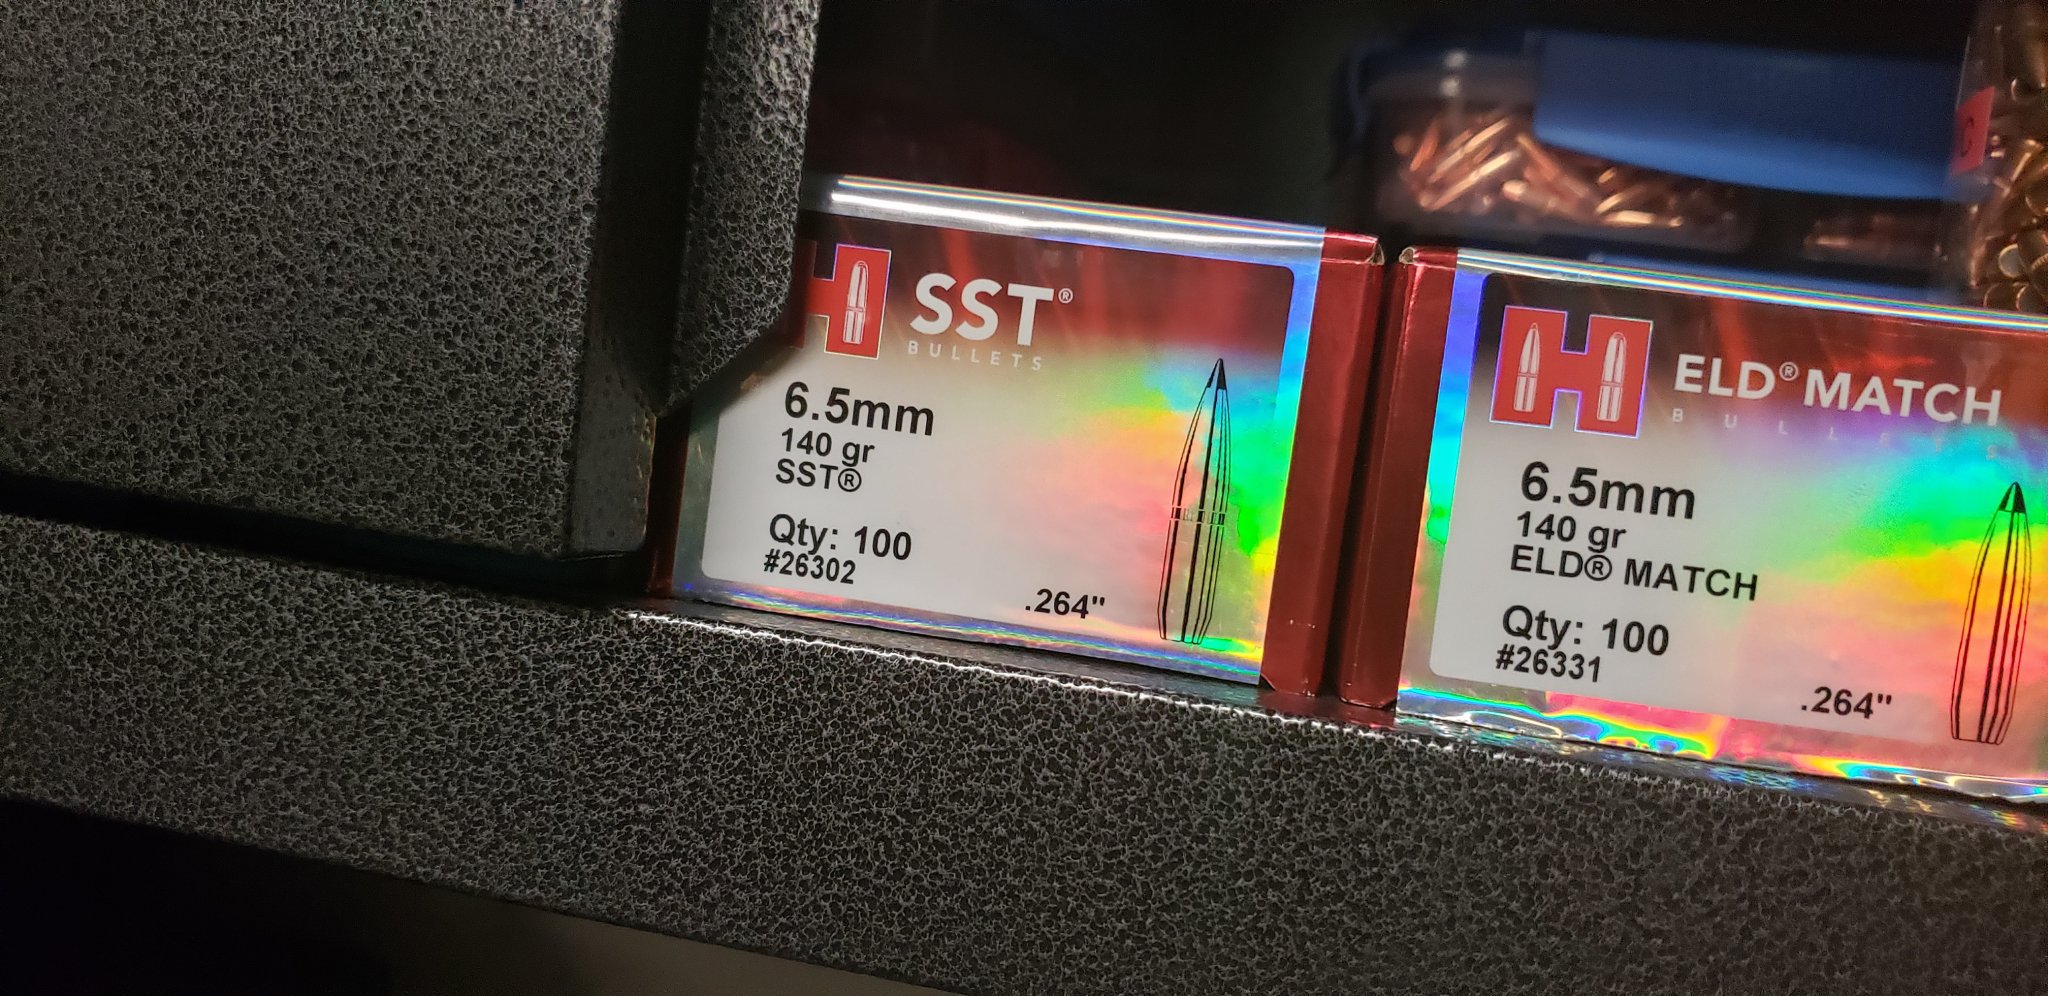 SST®
BULLETS
6.5mm
140 gr
SST®
Qty: 100
#26302
.264"
ELD® MATCH
BULLETS
6.5mm
140 gr
ELD® MATCH
Qty: 100
#26331
.264"